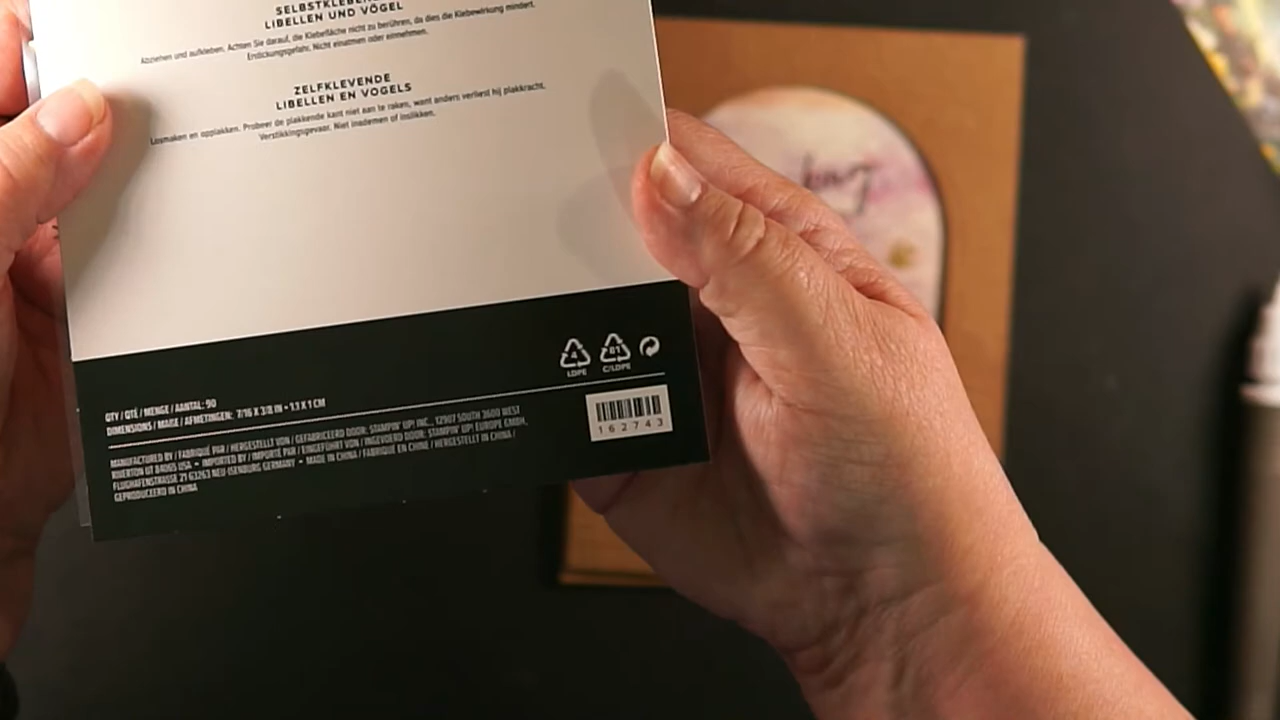 SELBSTKLEBENDE
LIBELLEN UND VÖGEL
Abziehen und aufkleben. Achten Sie darauf, die Klebefläche nicht zu berühren, da dies die Klebewirkung mindert.
Erstickungsgefahr. Nicht einatmen oder einnehmen.
ZELFKLEVENDE
LIBELLEN EN VOGELS
Losmaken en opplakken. Probeer de plakkende kant niet aan te raken, want anders verliest hij plakkracht.
Verstikkingsgevaar. Niet inademen of inslikken.
4
LDPE
81
C/LDPE
QTY / QTÉ / MENGE / AANTAL: 90
DIMENSIONS / MAßE / AFMETINGEN: 7/16 X 3/8 IN • 1.1 X 1 CM
MANUFACTURED BY / FABRIQUÉ PAR / HERGESTELLT VON / GEFABRICEERD DOOR: STAMPIN' UP! INC., 12907 SOUTH 3600 WEST
RIVERTON UT 84065 USA • IMPORTED BY / IMPORTÉ PAR / EINGEFÜHRT VON / INGEVOERD DOOR: STAMPIN' UP! EUROPE GMBH,
FLUGHAFENSTRASSE 21 63263 NEU-ISENBURG GERMANY • MADE IN CHINA / FABRIQUÉ EN CHINE / HERGESTELLT IN CHINA /
GEPRODUCEERD IN CHINA
162743